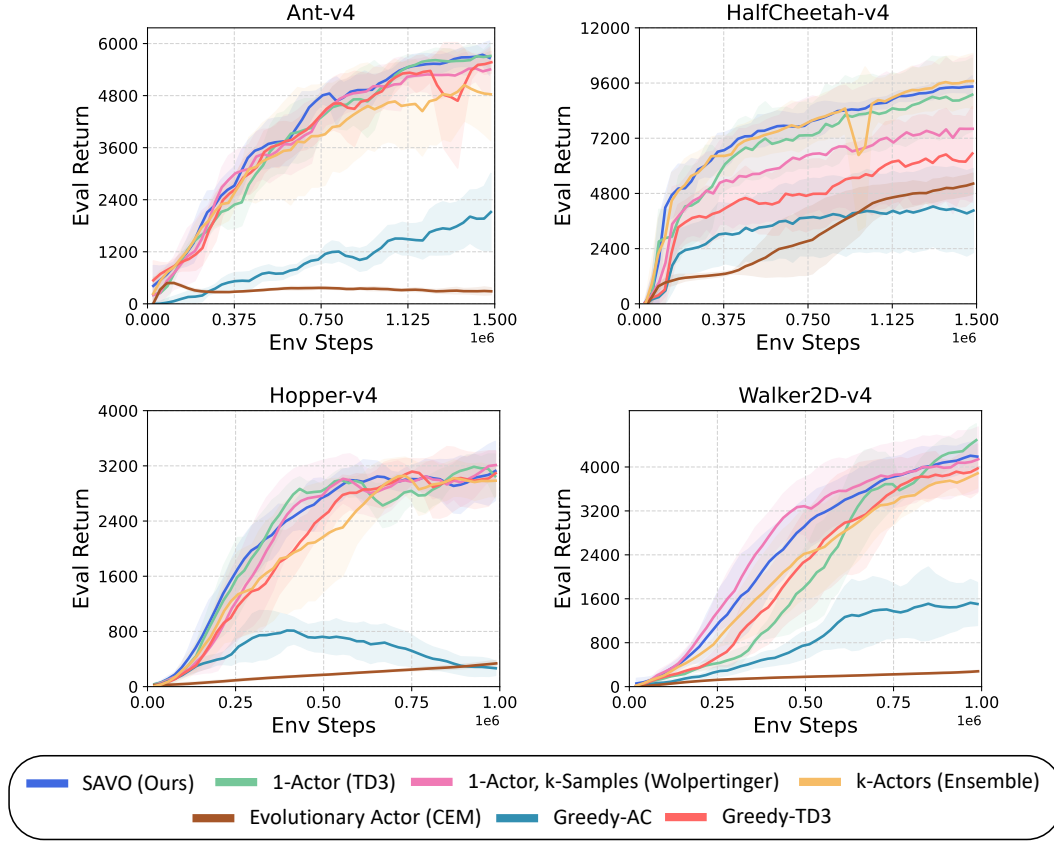 Ant-v4
Eval Return
6000
4800
3600
2400
1200
0
0.000 0.375 0.750 1.125 1.500
1e6
Env Steps
HalfCheetah-v4
Eval Return
12000
9600
7200
4800
2400
0
0.000 0.375 0.750 1.125 1.500
1e6
Env Steps
Hopper-v4
Eval Return
4000
3200
2400
1600
800
0
0.00 0.25 0.5 0.75 1.00
1e6
Env Steps
Walker2D-v4
Eval Return
4000
3200
2400
1600
800
0
0.00 0.25 0.50 0.75 1.00
1e6
Env Steps
SAVO (Ours) 1-Actor (TD3) 1-Actor, k-Samples (Wolpertinger) k-Actors (Ensemble)
Evolutionary Actor (CEM) Greedy-AC Greedy-TD3